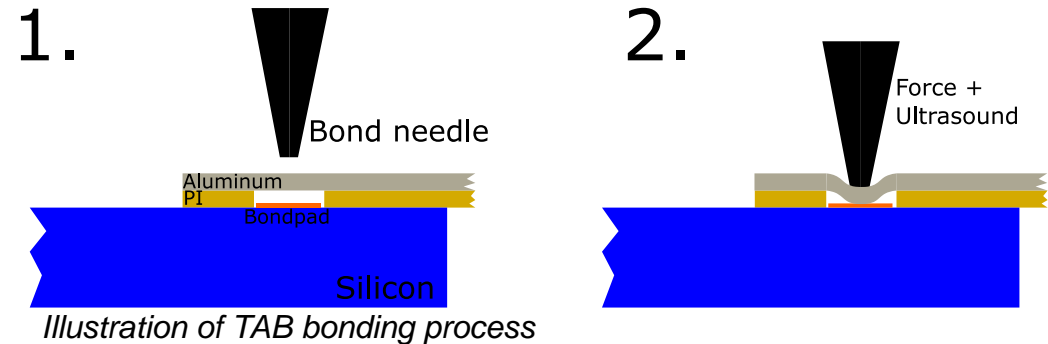 1.
Bond needle
Aluminum
PI
Bondpad
Silicon
2.
Force +
Ultrasound
Illustration of TAB bonding process